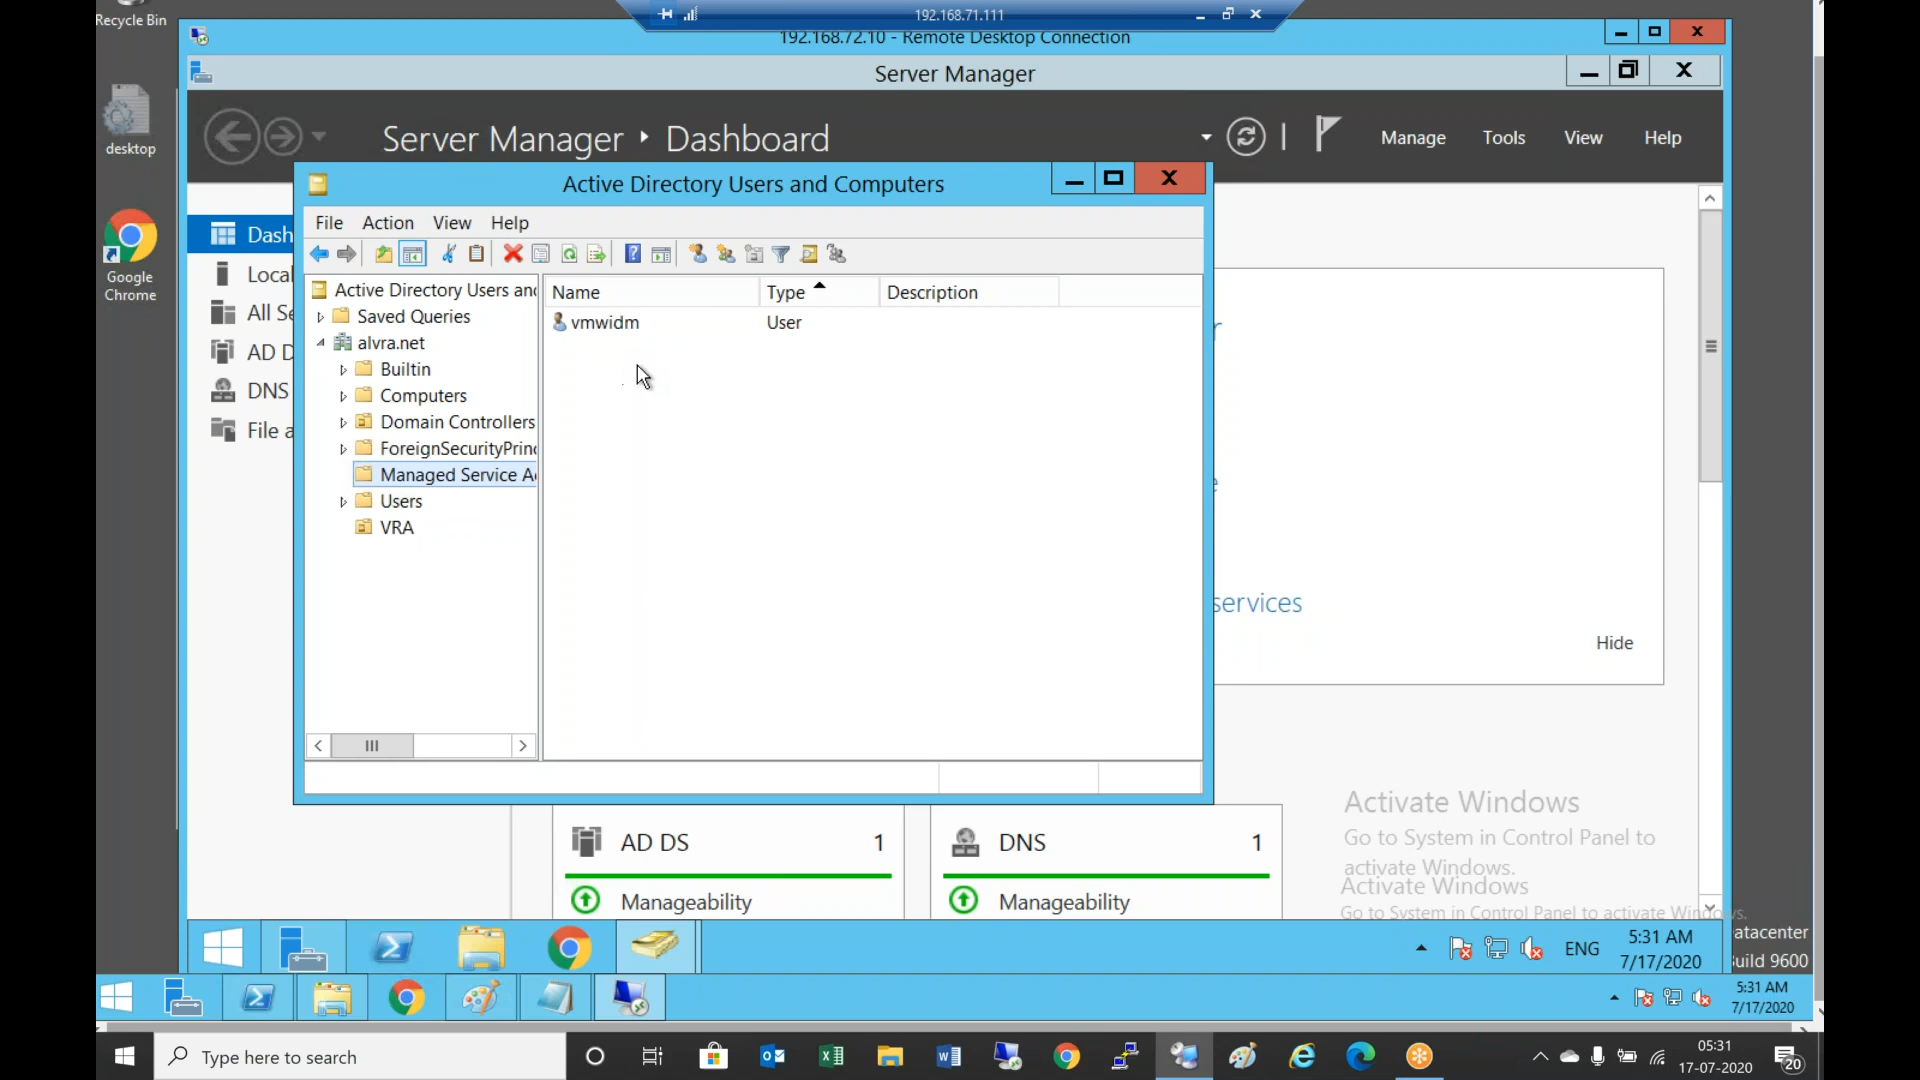 Recycle Bin
192.168.71.111
192.168.72.10 - Remote Desktop Connection
Server Manager
desktop
Server Manager ‣ Dashboard
Manage
Tools
View
Help
Active Directory Users and Computers
File
Action
View
Help
Dash
Local
All Se
AD D
DNS
File a
Google
Chrome
Active Directory Users and
Saved Queries
alvra.net
Builtin
Computers
Domain Controllers
ForeignSecurityPrinc
Managed Service Ac
Users
VRA
Name
Type
Description
vmwidm
User
services
Hide
AD DS
1
Manageability
DNS
1
Manageability
Activate Windows
Go to System in Control Panel to
activate Windows.
Activate Windows
Go to System in Control Panel to activate Windows.
atacenter
uild 9600
ENG
5:31 AM
7/17/2020
5:31 AM
7/17/2020
Type here to search
05:31
17-07-2020
20